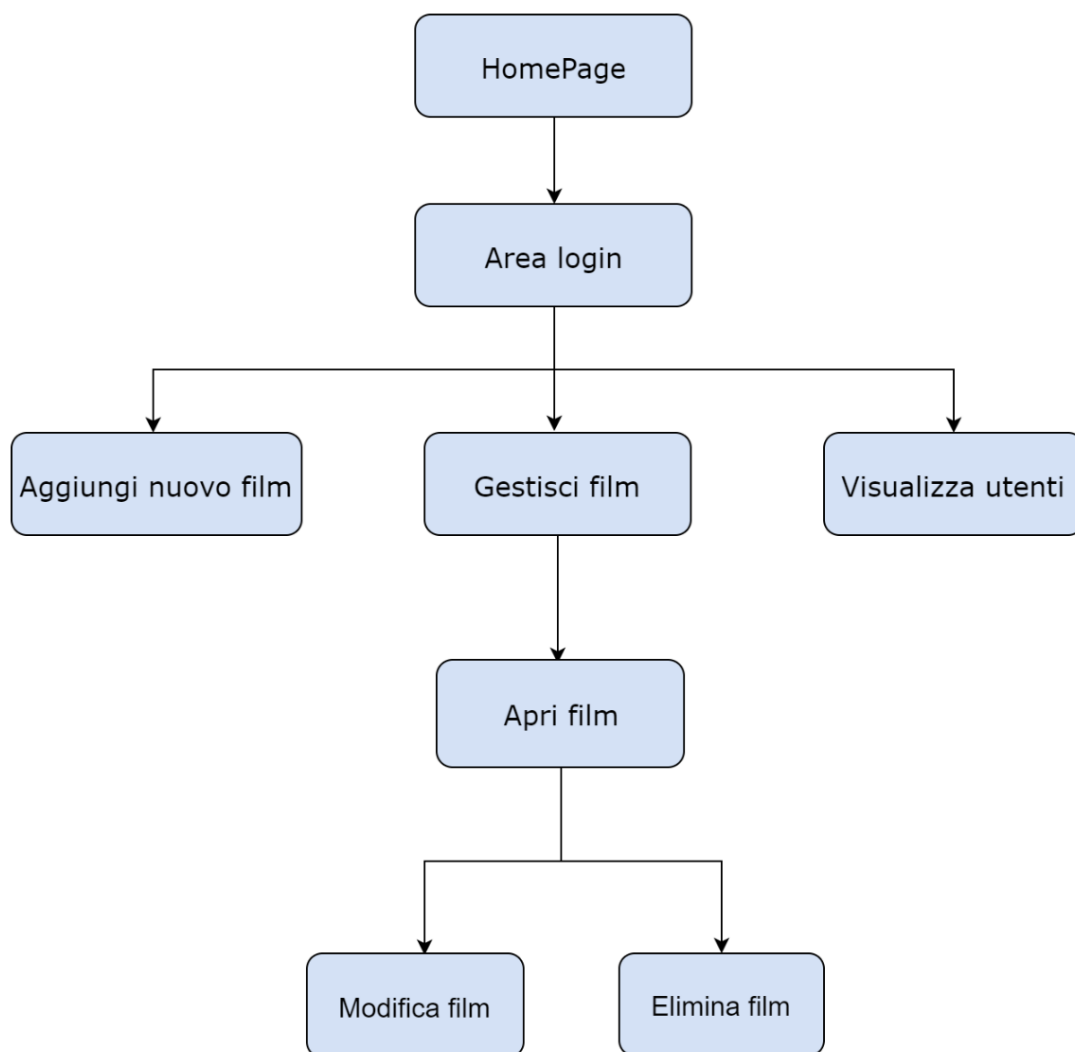 HomePage
Area login
Aggiungi nuovo film
Gestisci film
Visualizza utenti
Apri film
Modifica film
Elimina film